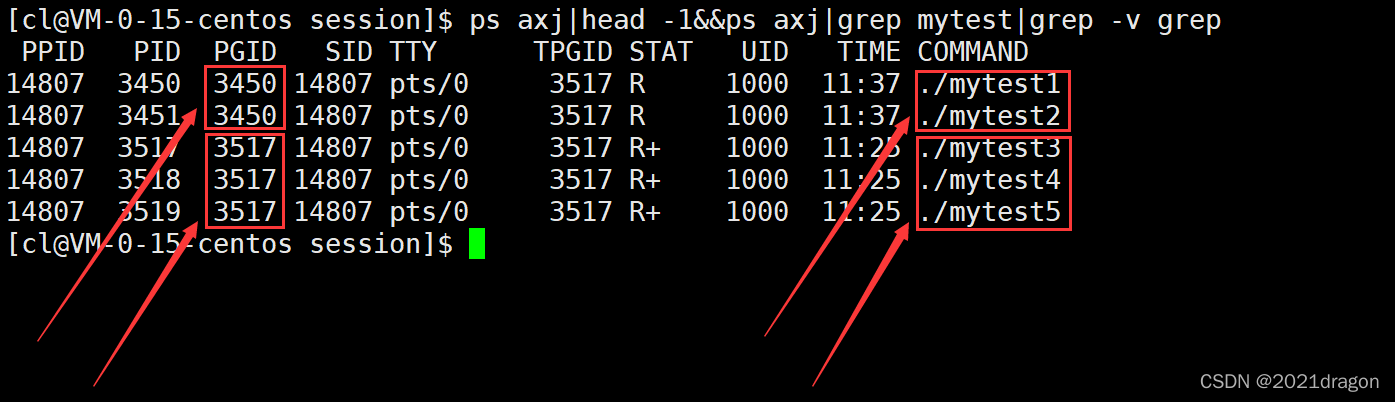 [cl@VM-0-15-centos session]$ ps axj|head -1&&ps axj|grep mytest|grep -v grep
PPID PID PGID SID TTY TPGID STAT UID TIME COMMAND
14807 3450 3450 14807 pts/0 3517 R 1000 11:37 ./mytest1
14807 3451 3450 14807 pts/0 3517 R 1000 11:37 ./mytest2
14807 3517 3517 14807 pts/0 3517 R+ 1000 11:25 ./mytest3
14807 3518 3517 14807 pts/0 3517 R+ 1000 11:25 ./mytest4
14807 3519 3517 14807 pts/0 3517 R+ 1000 11:25 ./mytest5
[cl@VM-0-15-centos session]$
CSDN @2021dragon